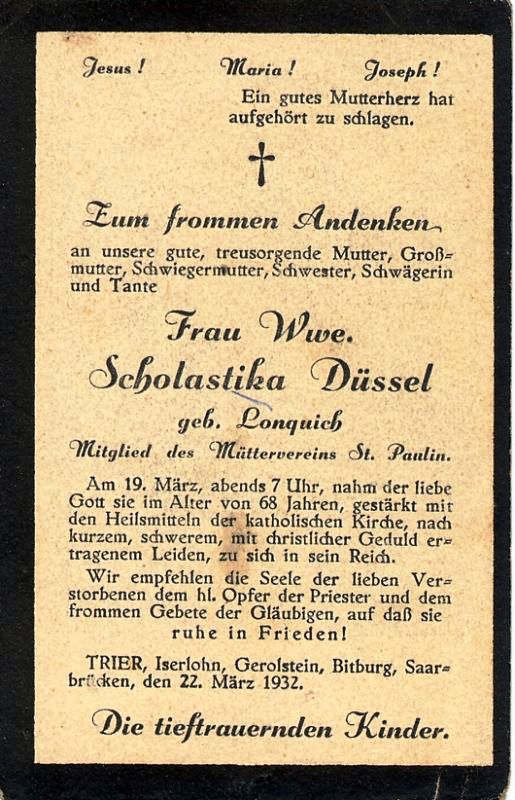 Jesus ! Maria ! Joseph !
Ein gutes Mutterherz hat
aufgehört zu schlagen.
Zum frommen Andenken
an unsere gute, treusorgende Mutter, Groß=
mutter, Schwiegermutter, Schwester, Schwägerin
und Tante
Frau Wwe.
Scholastika Düssel
geb. Lonquich
Mitglied des Müttervereins St. Paulin.
Am 19. März, abends 7 Uhr, nahm der liebe
Gott sie im Alter von 68 Jahren, gestärkt mit
den Heilsmitteln der katholischen Kirche, nach
kurzem, schwerem, mit christlicher Geduld er=
tragenem Leiden, zu sich in sein Reich.
Wir empfehlen die Seele der lieben Ver=
storbenen dem hl. Opfer der Priester und dem
frommen Gebete der Gläubigen, auf daß sie
ruhe in Frieden!
TRIER, Iserlohn, Gerolstein, Bitburg, Saar=
brücken, den 22. März 1932.
Die tieftrauernden Kinder.